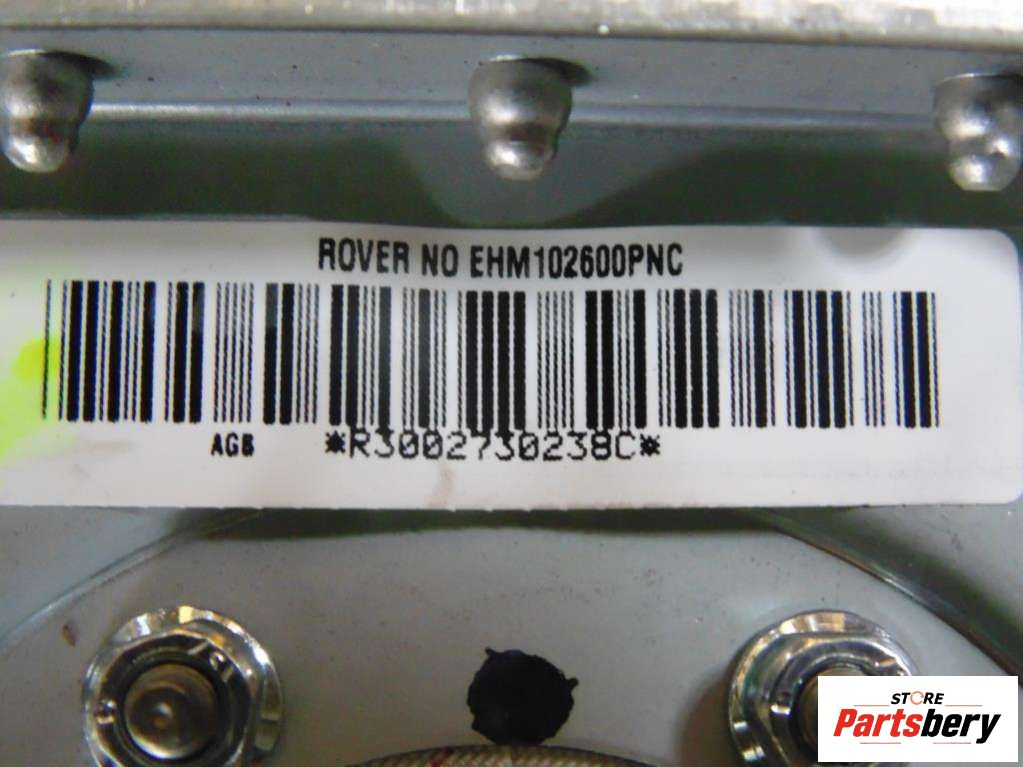 ROVER NO EHM102600PNC
AGB *R3002730238C*
STORE
Partsbery